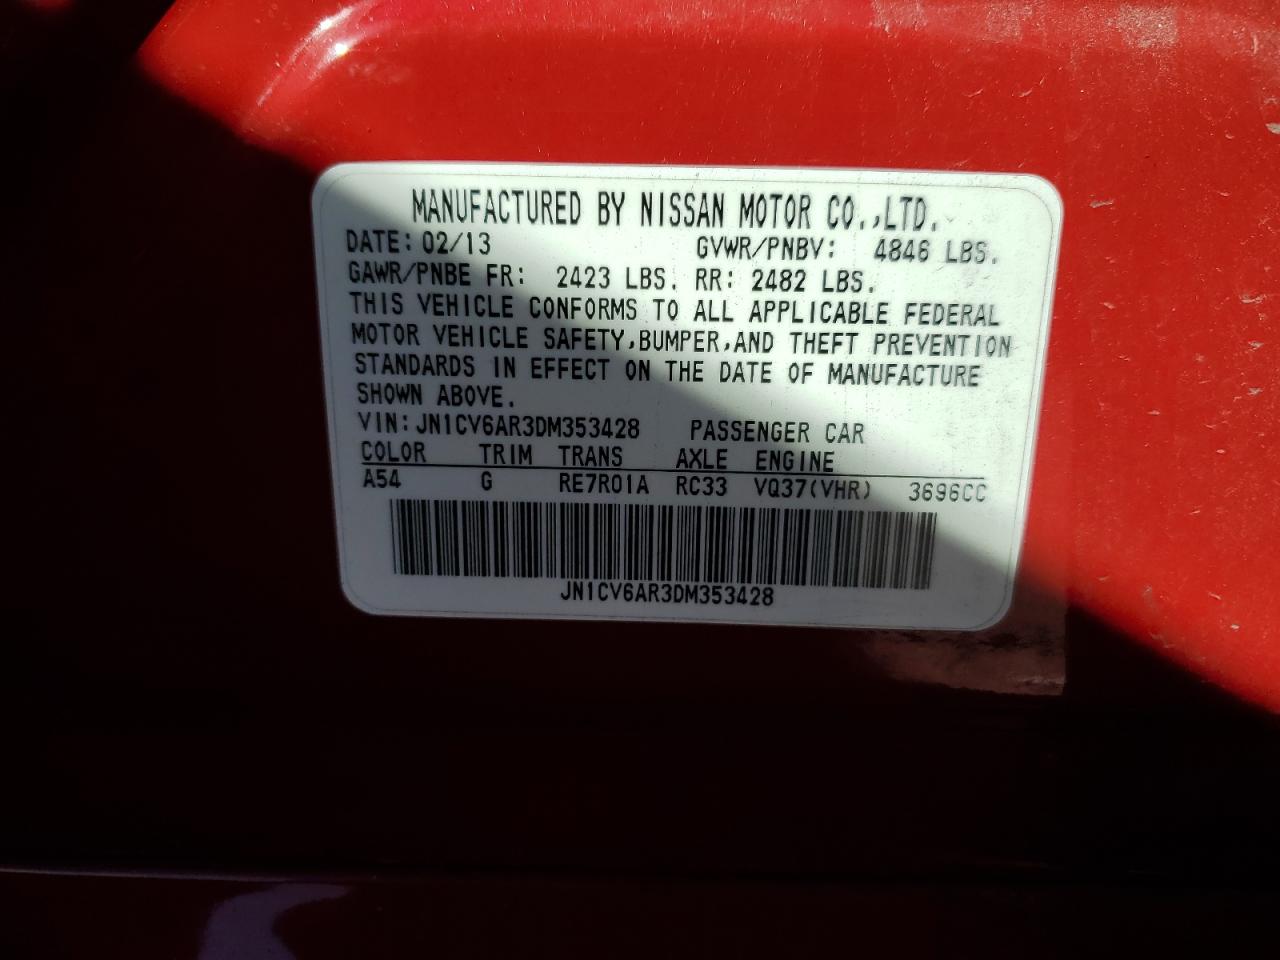 MANUFACTURED BY NISSAN MOTOR CO.,LTD.
DATE: 02/13 GVWR/PNBV: 4846 LBS.
GAWR/PNBE FR: 2423 LBS. RR: 2482 LBS.
THIS VEHICLE CONFORMS TO ALL APPLICABLE FEDERAL
MOTOR VEHICLE SAFETY,BUMPER,AND THEFT PREVENTION
STANDARDS IN EFFECT ON THE DATE OF MANUFACTURE
SHOWN ABOVE.
VIN: JN1CV6AR3DM353428 PASSENGER CAR
COLOR TRIM TRANS AXLE ENGINE
A54 G RE7R01A RC33 VQ37(VHR) 3696CC
JN1CV6AR3DM353428